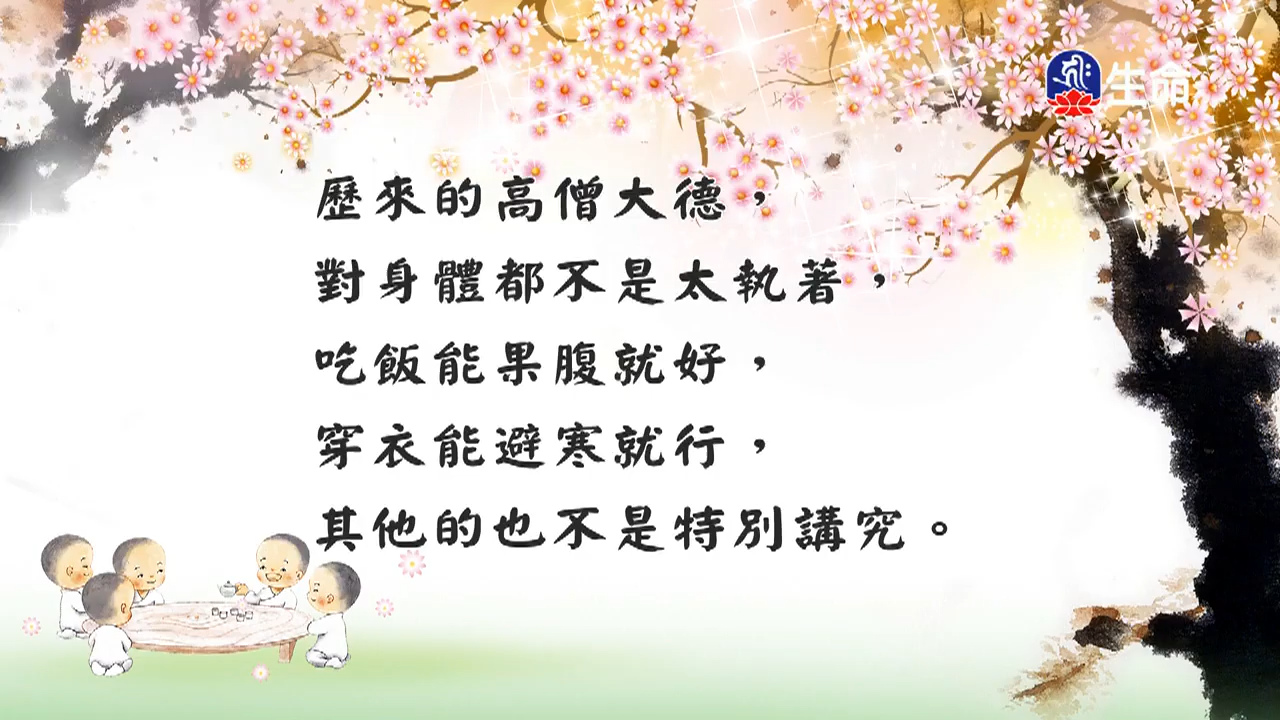 生命
歷來的高僧大德，
對身體都不是太執著，
吃飯能果腹就好，
穿衣能避寒就行，
其他的也不是特別講究。